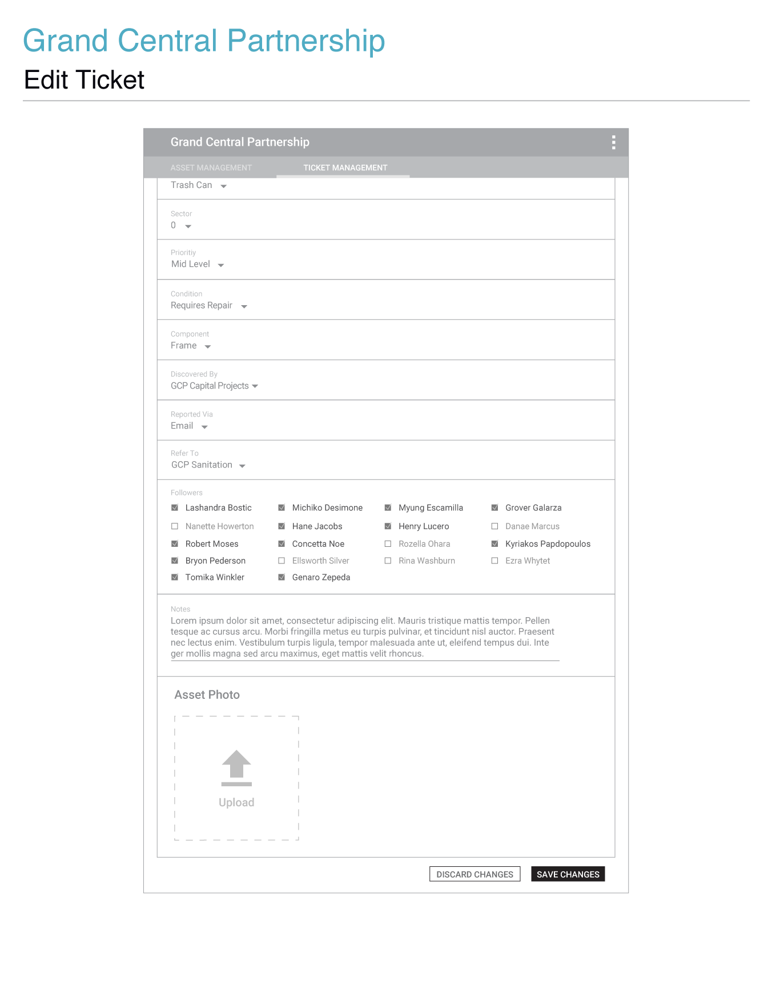 Grand Central Partnership
Edit Ticket
Grand Central Partnership
ASSET MANAGEMENT TICKET MANAGEMENT
Trash Can
Sector
0
Prioritiy
Mid Level
Condition
Requires Repair
Component
Frame
Discovered By
GCP Capital Projects
Reported Via
Email
Refer To
GCP Sanitation
Followers
Lashandra Bostic Michiko Desimone Myung Escamilla Grover Galarza
Nanette Howerton Hane Jacobs Henry Lucero Danae Marcus
Robert Moses Concetta Noe Rozella Ohara Kyriakos Papdopoulos
Bryon Pederson Ellsworth Silver Rina Washburn Ezra Whytet
Tomika Winkler Genaro Zepeda
Notes
Lorem ipsum dolor sit amet, consectetur adipiscing elit. Mauris tristique mattis tempor. Pellen
tesque ac cursus arcu. Morbi fringilla metus eu turpis pulvinar, et tincidunt nisl auctor. Praesent
nec lectus enim. Vestibulum turpis ligula, tempor malesuada ante ut, eleifend tempus dui. Inte
ger mollis magna sed arcu maximus, eget mattis velit rhoncus.
Asset Photo
Upload
DISCARD CHANGES SAVE CHANGES